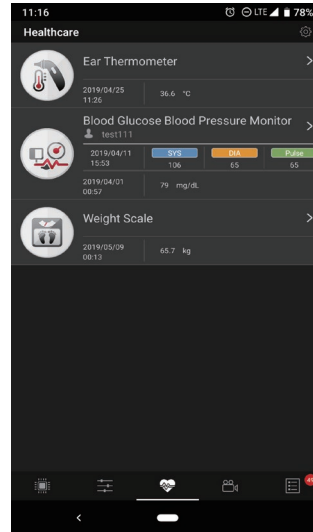 11:16 LTE 78%
Healthcare
Ear Thermometer
2019/04/25
11:26
36.6 °C
Blood Glucose Blood Pressure Monitor
test111
2019/04/11
15:53
SYS DIA Pulse
106 65 65
2019/04/01
00:57
79 mg/dL
Weight Scale
2019/05/09
00:13
65.7 kg